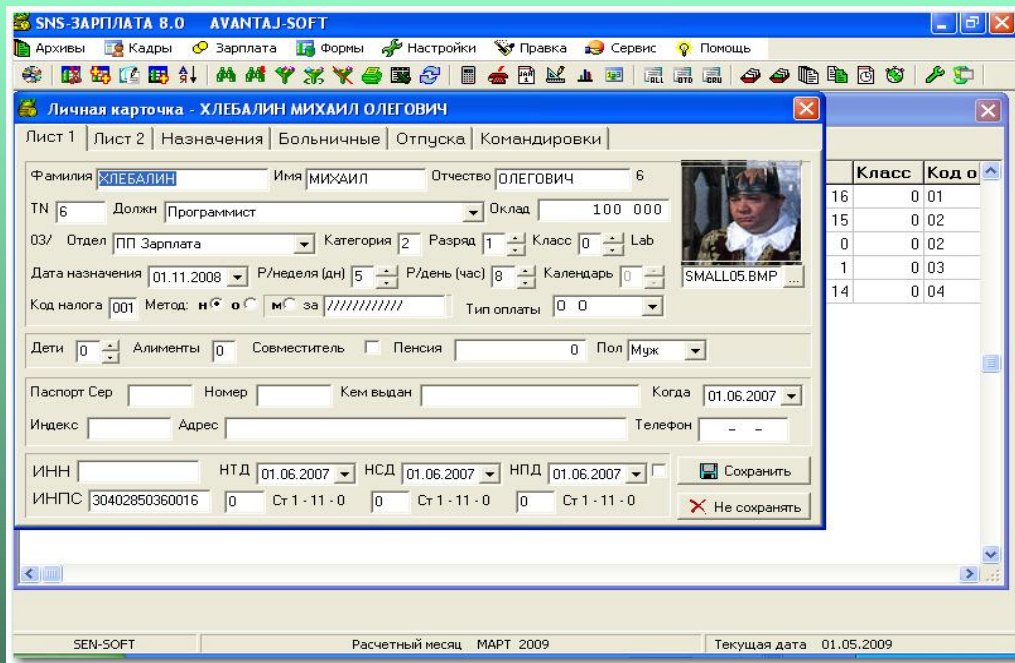 SNS-ЗАРПЛАТА 8.0 AVANTAJ-SOFT
Архивы Кадры Зарплата Формы Настройки Правка Сервис Помощь
Личная карточка - ХЛЕБАЛИН МИХАИЛ ОЛЕГОВИЧ
Лист 1 Лист 2 Назначения Больничные Отпуска Командировки
Фамилия ХЛЕБАЛИН Имя МИХАИЛ Отчество ОЛЕГОВИЧ 6
TN 6 Должн Программист Оклад 100 000
03/ Отдел ПП Зарплата Категория 2 Разряд 1 Класс 0 Lab
Дата назначения 01.11.2008 Р/неделя (дн) 5 Р/день (час) 8 Календарь 0 SMALL05.BMP ...
Код налога 001 Метод: н о м за //////////// Тип оплаты 0 0
Дети 0 Алименты 0 Совместитель Пенсия 0 Пол Муж
Паспорт Сер Номер Кем выдан Когда 01.06.2007
Индекс Адрес Телефон - -
ИНН НТД 01.06.2007 НСД 01.06.2007 НПД 01.06.2007 Сохранить
ИНПС 30402850360016 0 Ст 1 - 11 - 0 0 Ст 1 - 11 - 0 0 Ст 1 - 11 - 0 Не сохранять
Класс Код о
16 0 01
15 0 02
0 0 02
1 0 03
14 0 04
SEN-SOFT Расчетный месяц МАРТ 2009 Текущая дата 01.05.2009